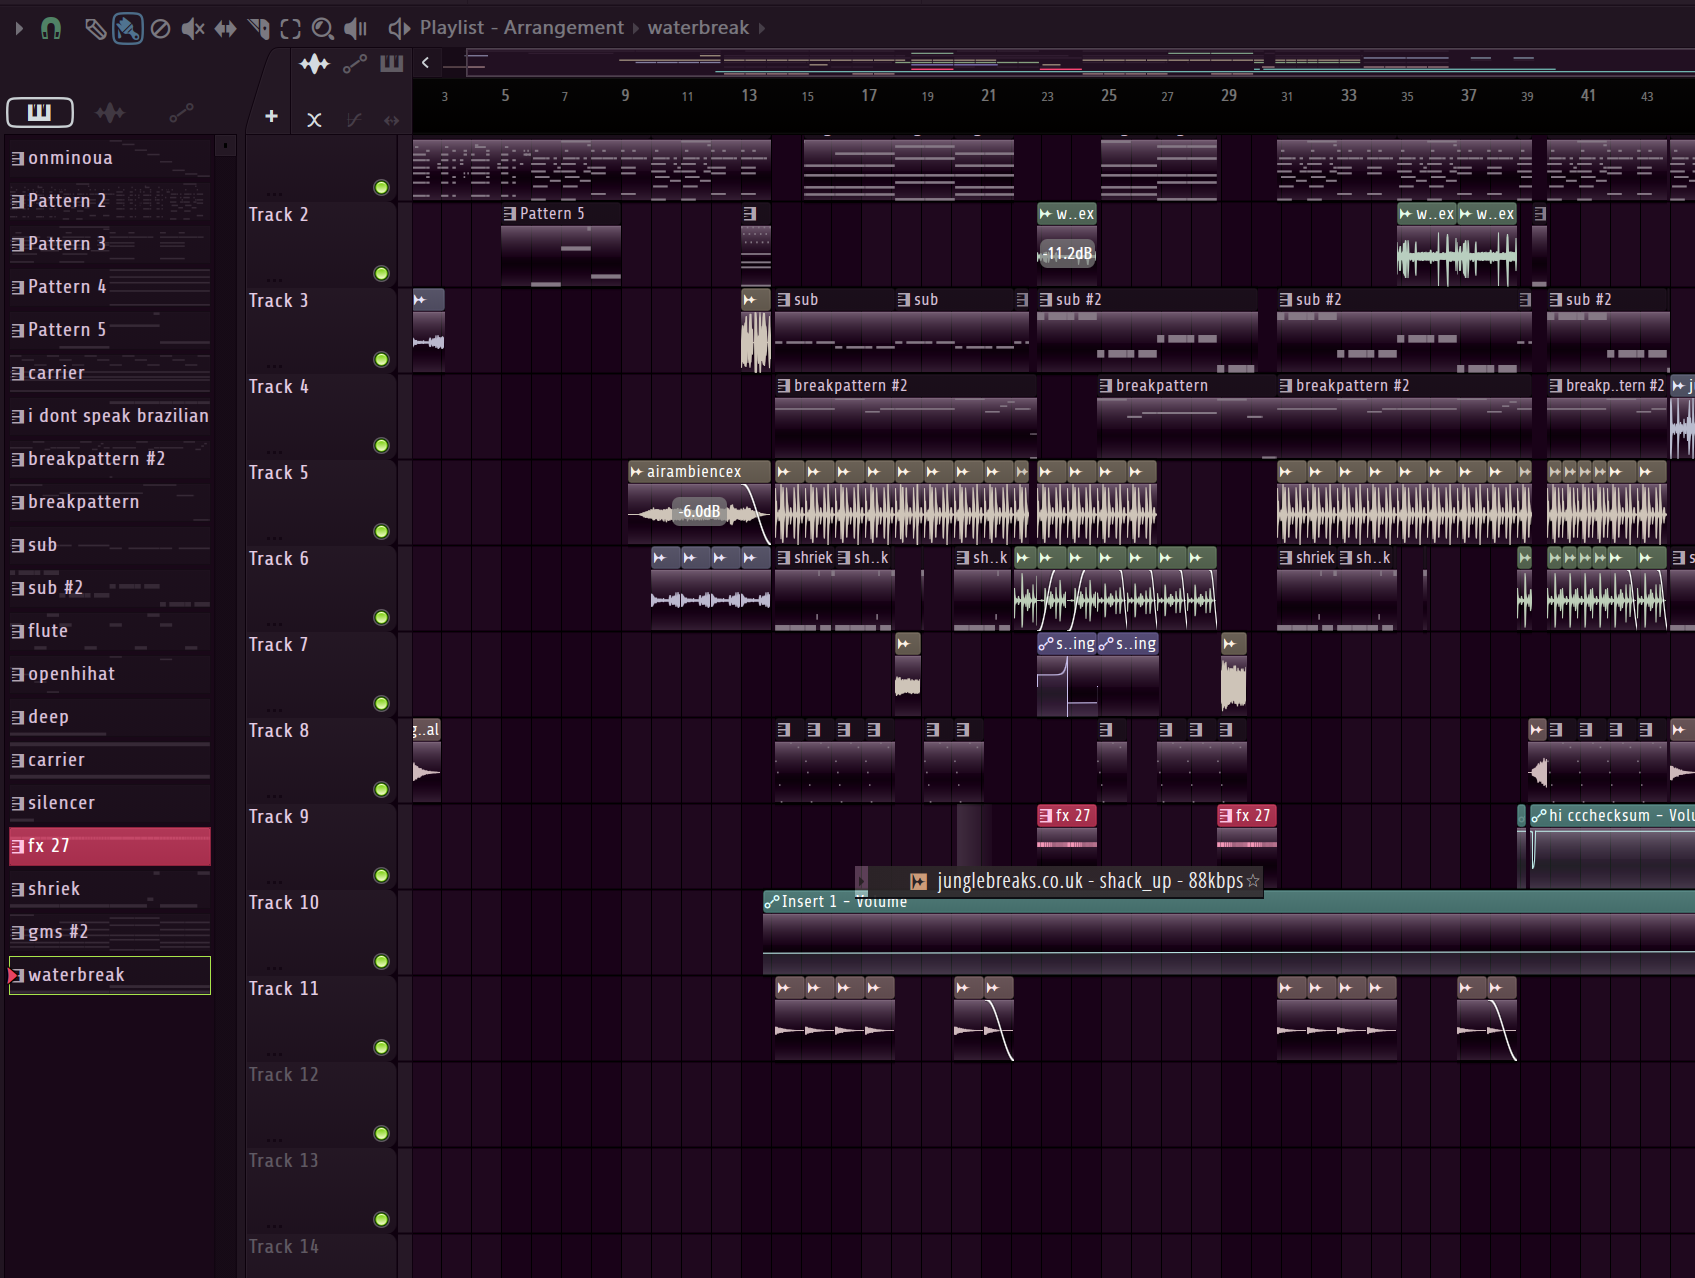 Playlist - Arrangement › waterbreak ›
3 5 7 9 11 13 15 17 19 21 23 25 27 29 31 33 35 37 39 41 43
onminoua
Pattern 2
Pattern 3
Pattern 4
Pattern 5
carrier
i dont speak brazilian
breakpattern #2
breakpattern
sub
sub #2
flute
openhihat
deep
carrier
silencer
fx 27
shriek
gms #2
waterbreak
Track 2
Pattern 5
w..ex
w..ex
w..ex
-11.2dB
Track 3
sub
sub
sub #2
sub #2
sub #2
Track 4
breakpattern #2
breakpattern
breakpattern #2
breakp..tern #2
j
Track 5
airambiencex
-6.0dB
Track 6
shriek
sh..k
sh..k
shriek
sh..k
s
Track 7
s..ing
s..ing
Track 8
g..al
Track 9
fx 27
fx 27
hi ccchecksum - Volu
junglebreaks.co.uk - shack_up - 88kbps
Track 10
Insert 1 - Volume
Track 11
Track 12
Track 13
Track 14